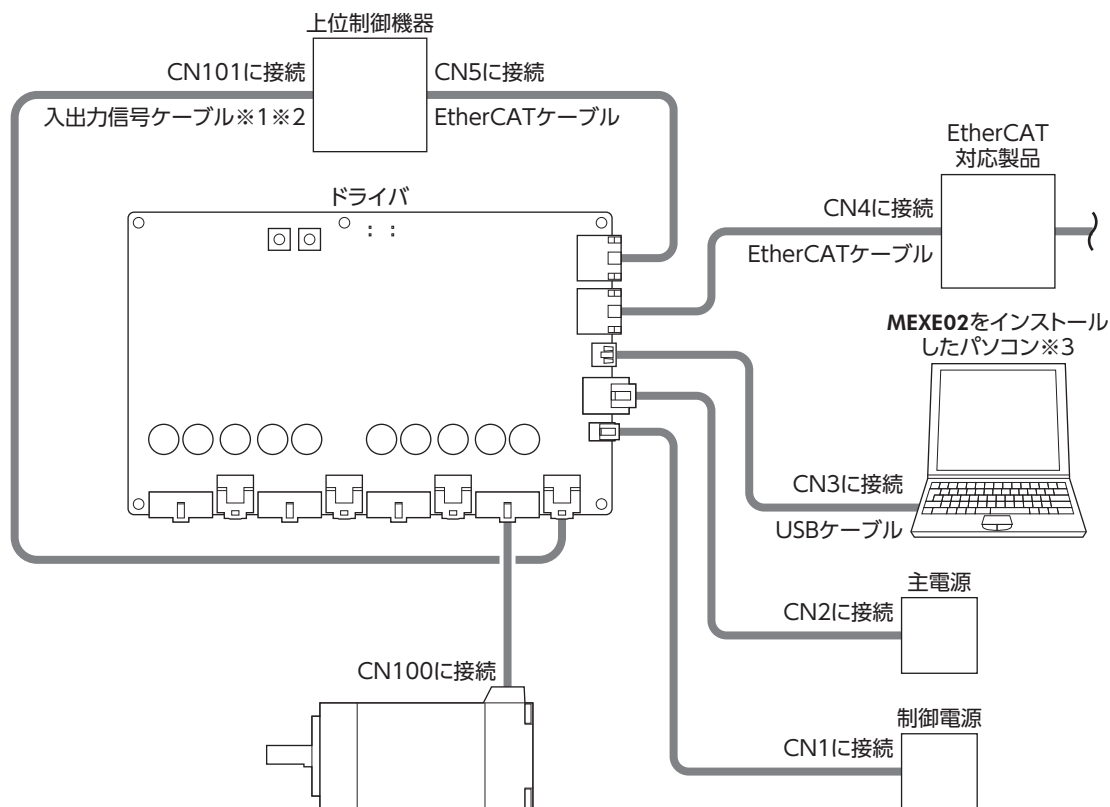 上位制御機器
CN101に接続
CN5に接続
入出力信号ケーブル※1※2
EtherCATケーブル
EtherCAT
対応製品
ドライバ
CN4に接続
EtherCATケーブル
MEXE02をインストール
したパソコン※3
CN3に接続
USBケーブル
主電源
CN2に接続
CN100に接続
制御電源
CN1に接続